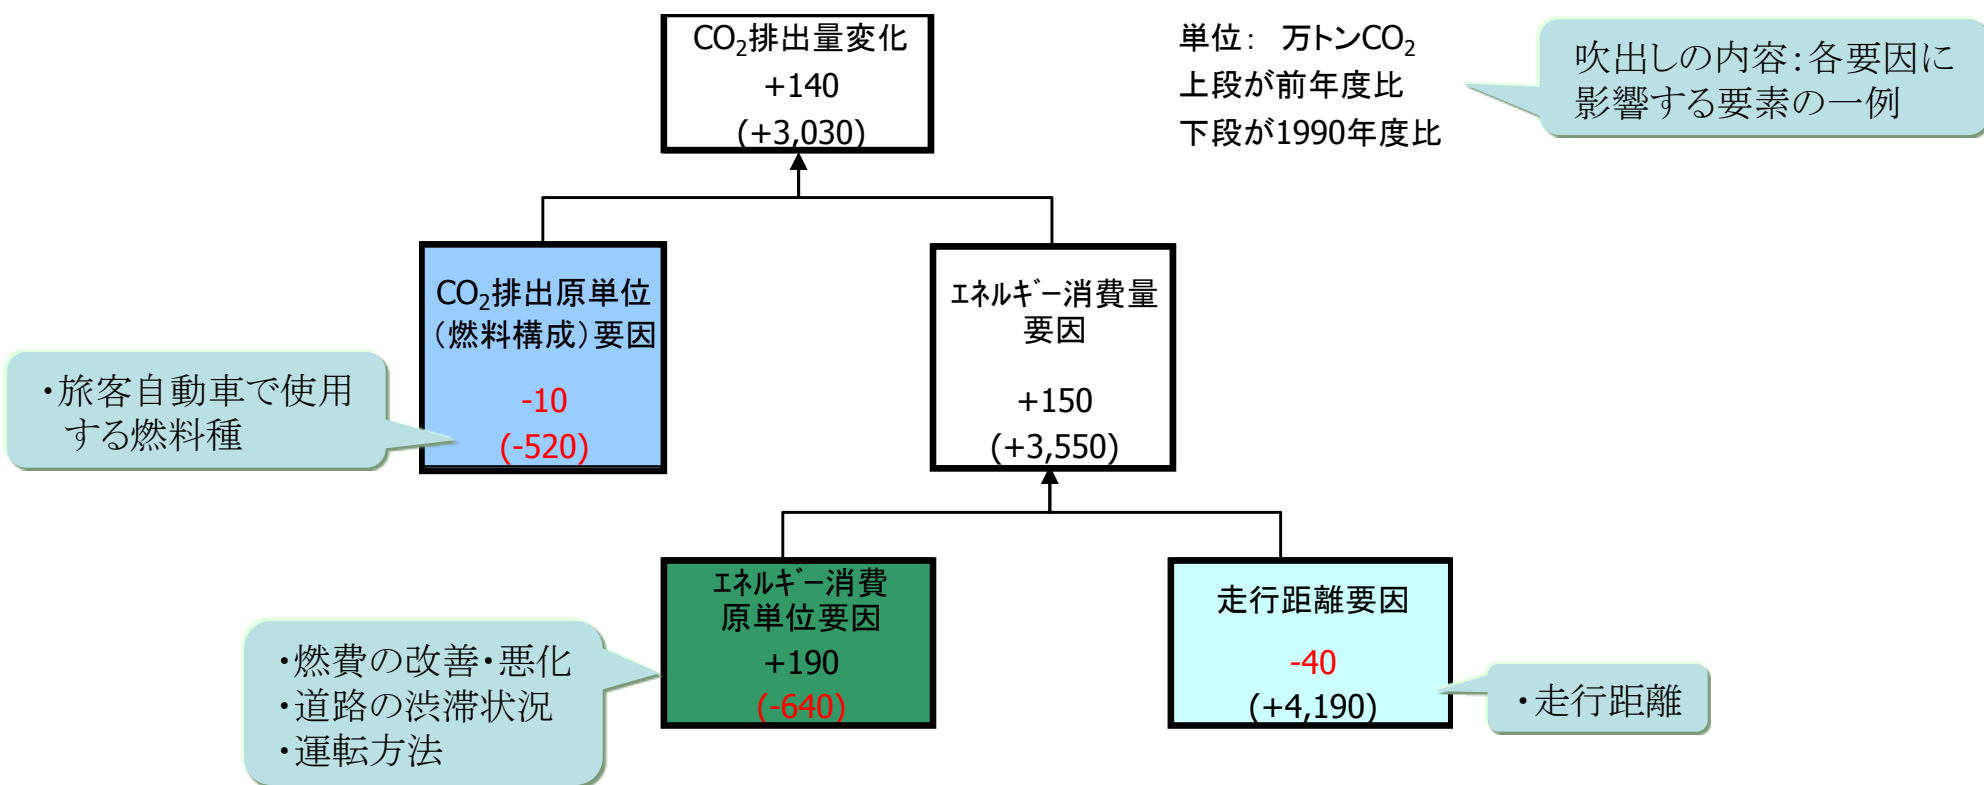 CO₂排出量変化
+140
(+3,030)
単位： 万トンCO₂
上段が前年度比
下段が1990年度比
吹出しの内容：各要因に
影響する要素の一例
CO₂排出原単位
（燃料構成）要因
-10
(-520)
・旅客自動車で使用
する燃料種
ｴﾈﾙｷﾞｰ消費量
要因
+150
(+3,550)
ｴﾈﾙｷﾞｰ消費
原単位要因
+190
(-640)
・燃費の改善・悪化
・道路の渋滞状況
・運転方法
走行距離要因
-40
(+4,190)
・走行距離